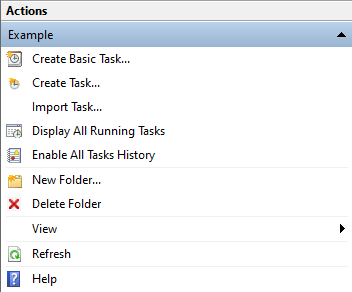 Actions
Example
Create Basic Task...
Create Task...
Import Task...
Display All Running Tasks
Enable All Tasks History
New Folder...
Delete Folder
View
Refresh
Help